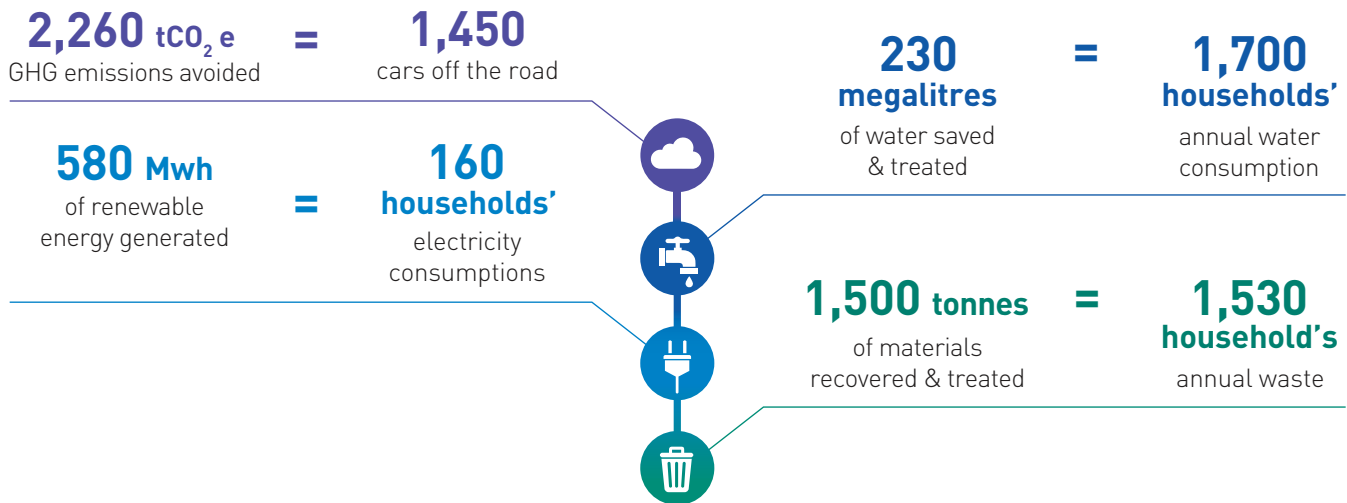 2,260 tCO₂ e = 1,450
GHG emissions avoided
cars off the road
580 Mwh
of renewable
energy generated
=
160
households'
electricity
consumptions
230
megalitres
of water saved
& treated
=
1,700
households'
annual water
consumption
1,500 tonnes
of materials
recovered & treated
=
1,530
household's
annual waste